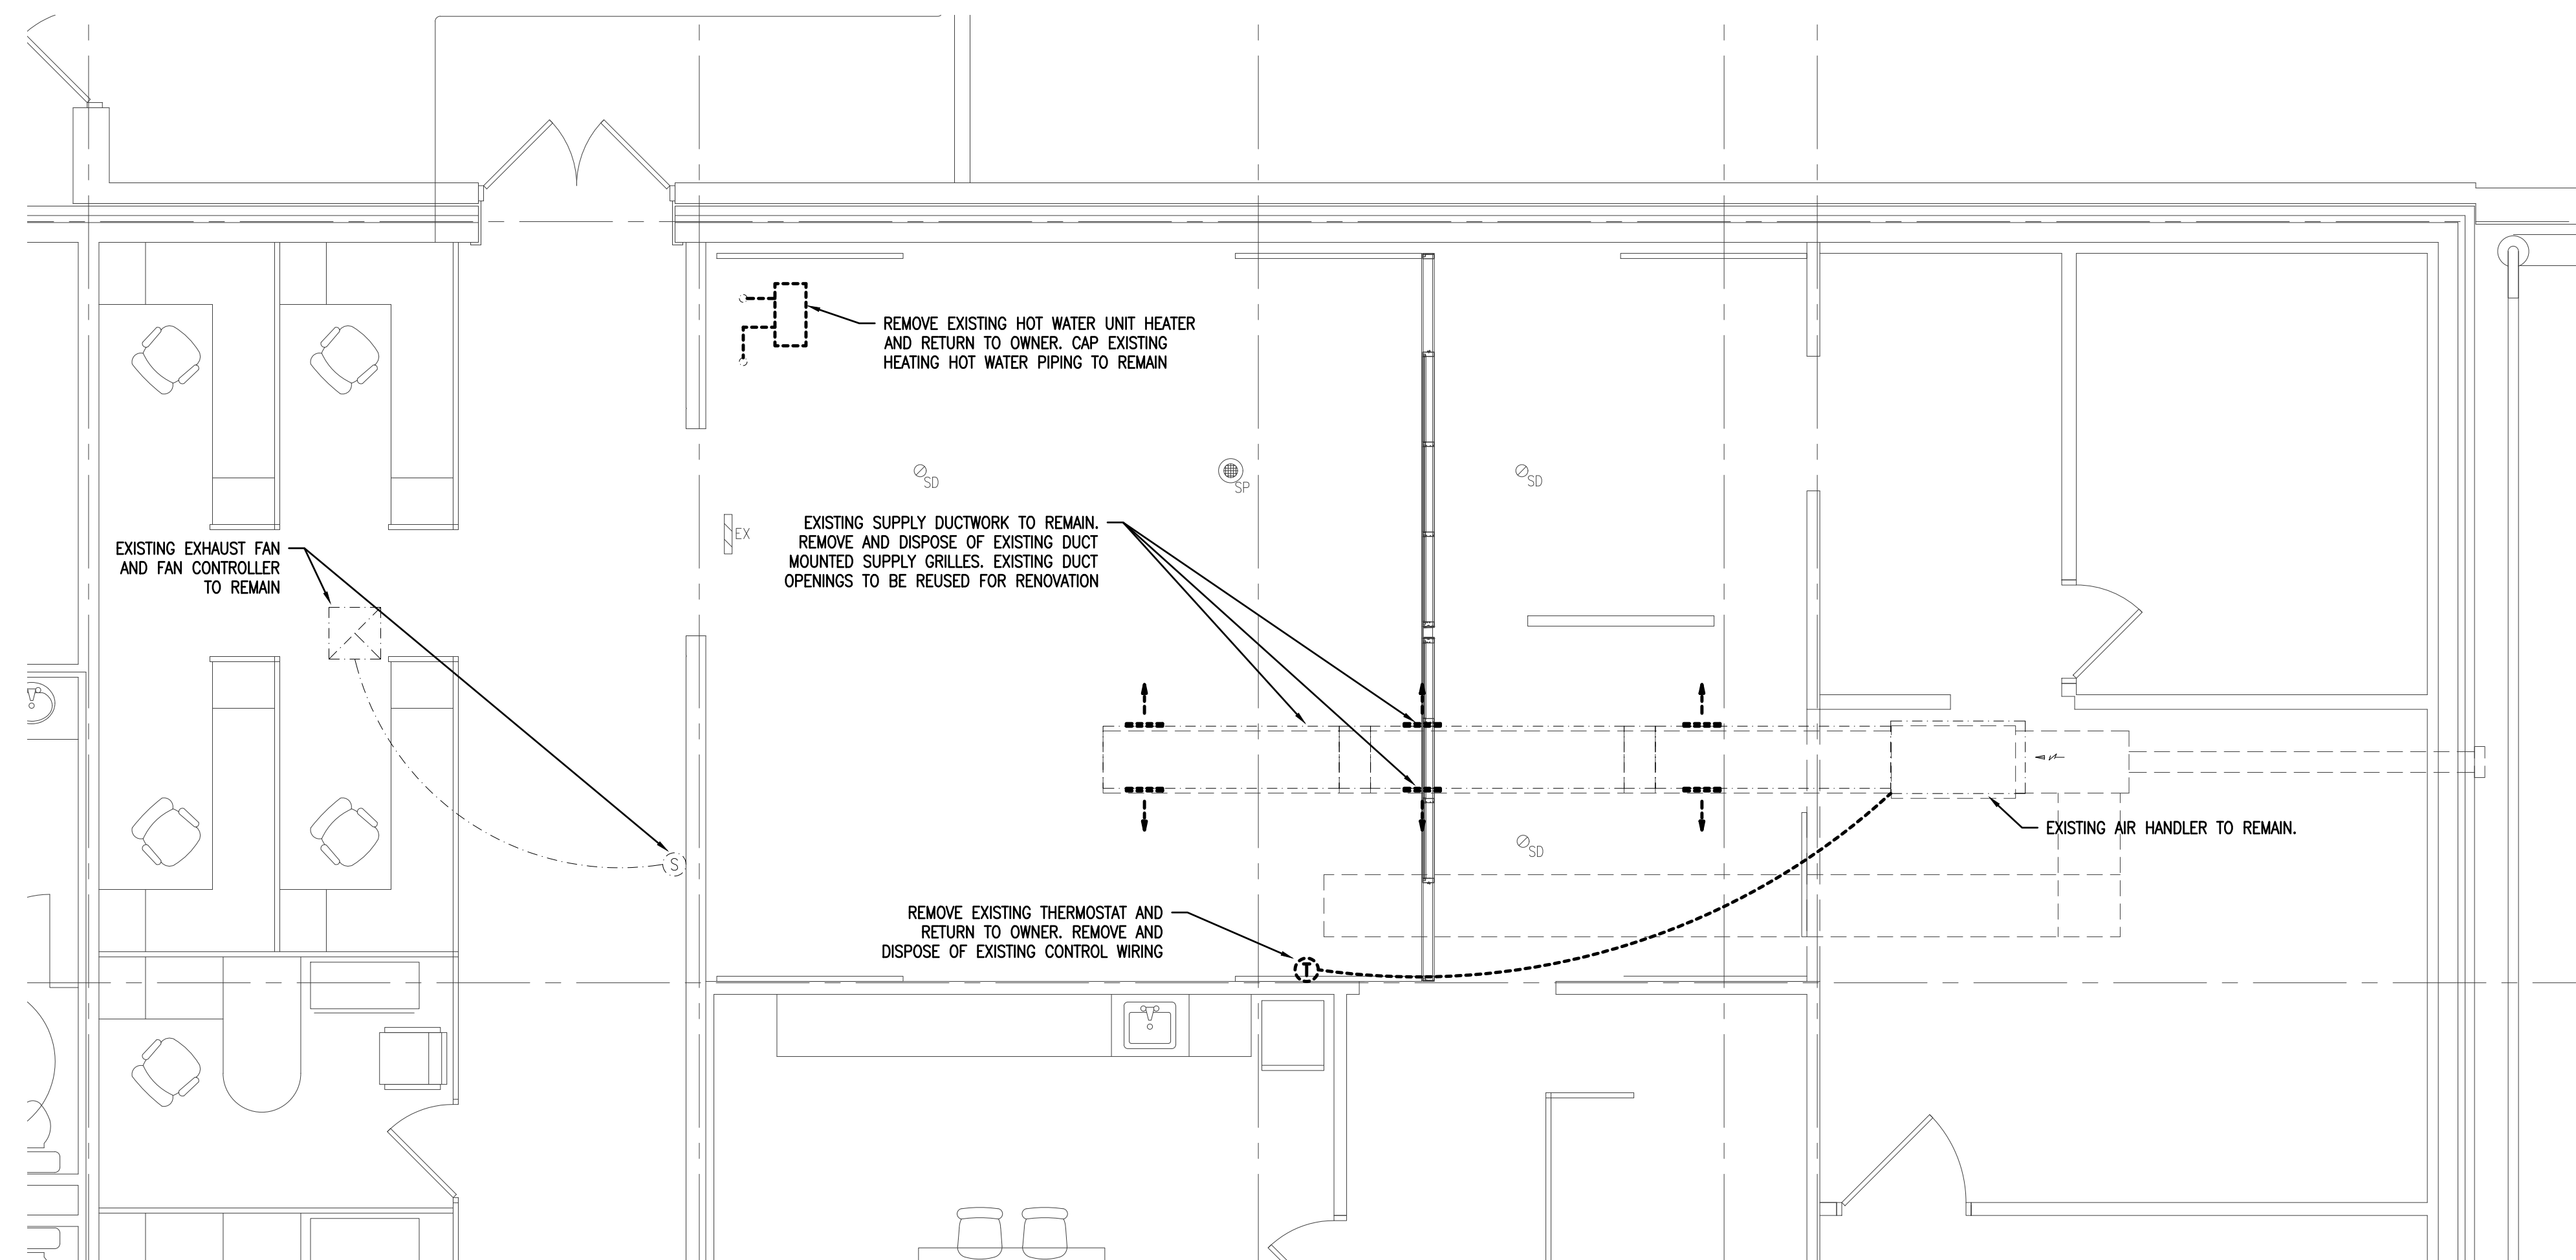 REMOVE EXISTING HOT WATER UNIT HEATER
AND RETURN TO OWNER. CAP EXISTING
HEATING HOT WATER PIPING TO REMAIN
SD
SP
SD
EXISTING SUPPLY DUCTWORK TO REMAIN.
REMOVE AND DISPOSE OF EXISTING DUCT
MOUNTED SUPPLY GRILLES. EXISTING DUCT
OPENINGS TO BE REUSED FOR RENOVATION
EX
EXISTING EXHAUST FAN
AND FAN CONTROLLER
TO REMAIN
EXISTING AIR HANDLER TO REMAIN.
SD
S
REMOVE EXISTING THERMOSTAT AND
RETURN TO OWNER. REMOVE AND
DISPOSE OF EXISTING CONTROL WIRING
T